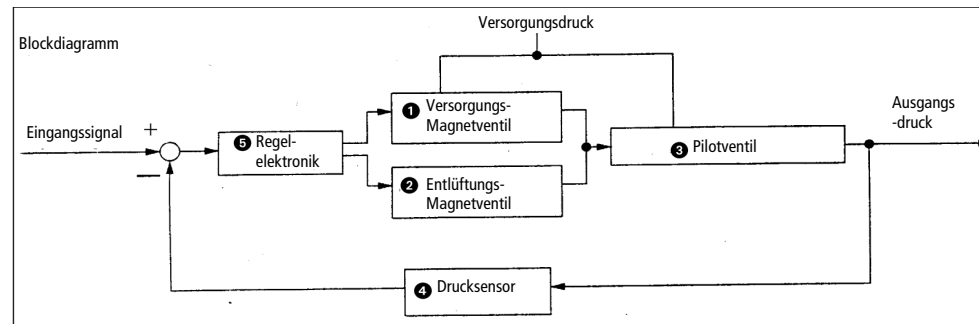 Versorgungsdruck
Blockdiagramm
Eingangssignal
+
−
❺ Regel-
elektronik
❶ Versorgungs-
Magnetventil
❷ Entlüftungs-
Magnetventil
❸ Pilotventil
Ausgangs
-druck
❹ Drucksensor